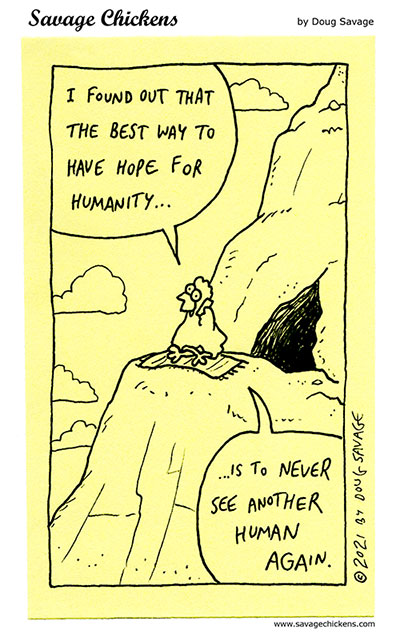 Savage Chickens
by Doug Savage
I FOUND OUT THAT
THE BEST WAY TO
HAVE HOPE FOR
HUMANITY...
...IS TO NEVER
SEE ANOTHER
HUMAN
AGAIN.
©2021 BY DOUG SAVAGE
www.savagechickens.com